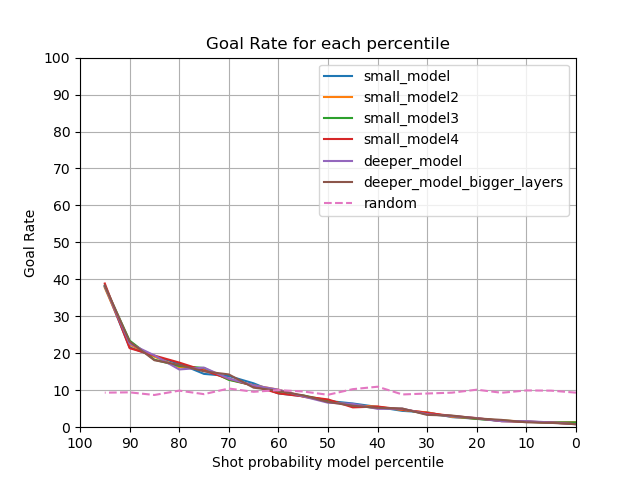 Goal Rate for each percentile
100
90
80
70
60
50
40
30
20
10
0
Goal Rate
small_model
small_model2
small_model3
small_model4
deeper_model
deeper_model_bigger_layers
random
100 90 80 70 60 50 40 30 20 10 0
Shot probability model percentile